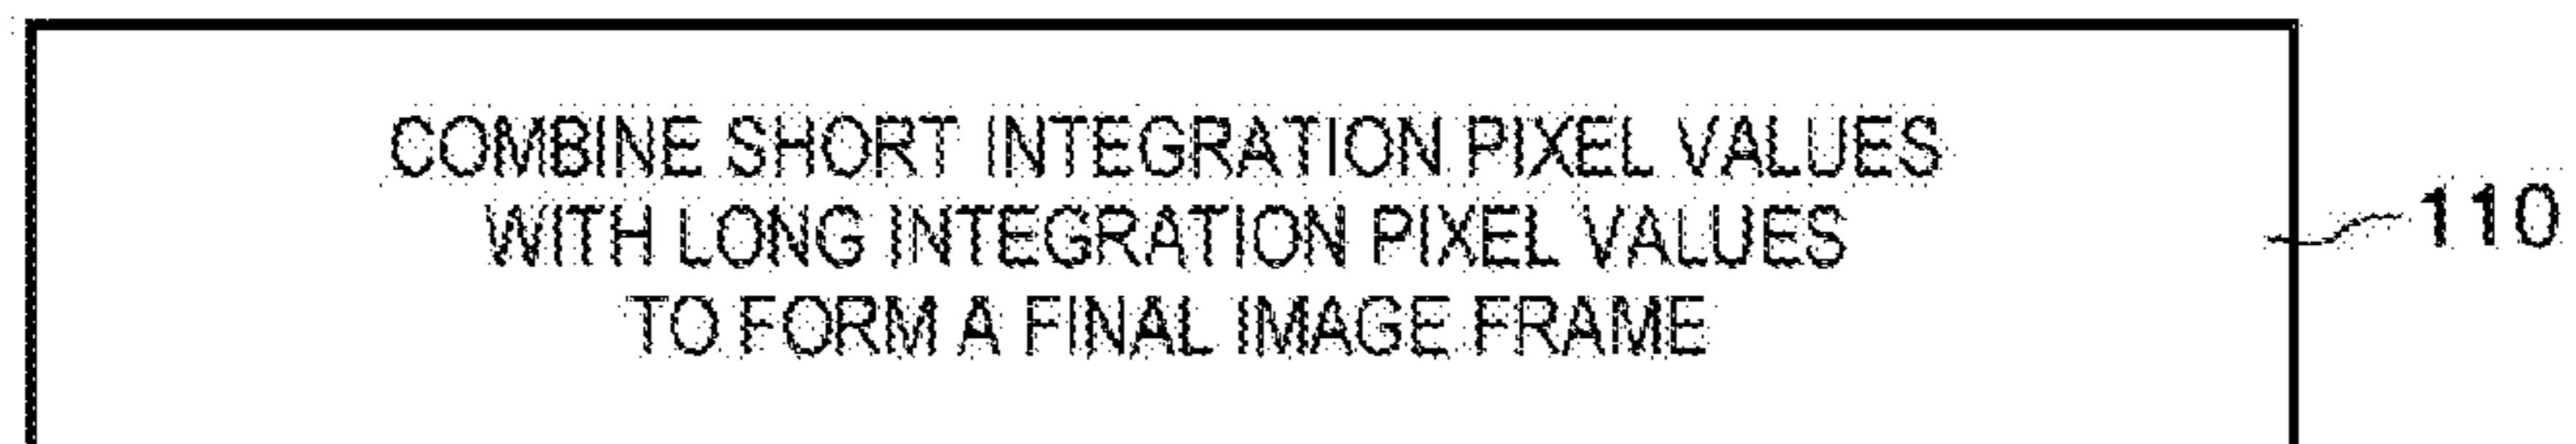 COMBINE SHORT INTEGRATION PIXEL VALUES
WITH LONG INTEGRATION PIXEL VALUES
TO FORM A FINAL IMAGE FRAME
110